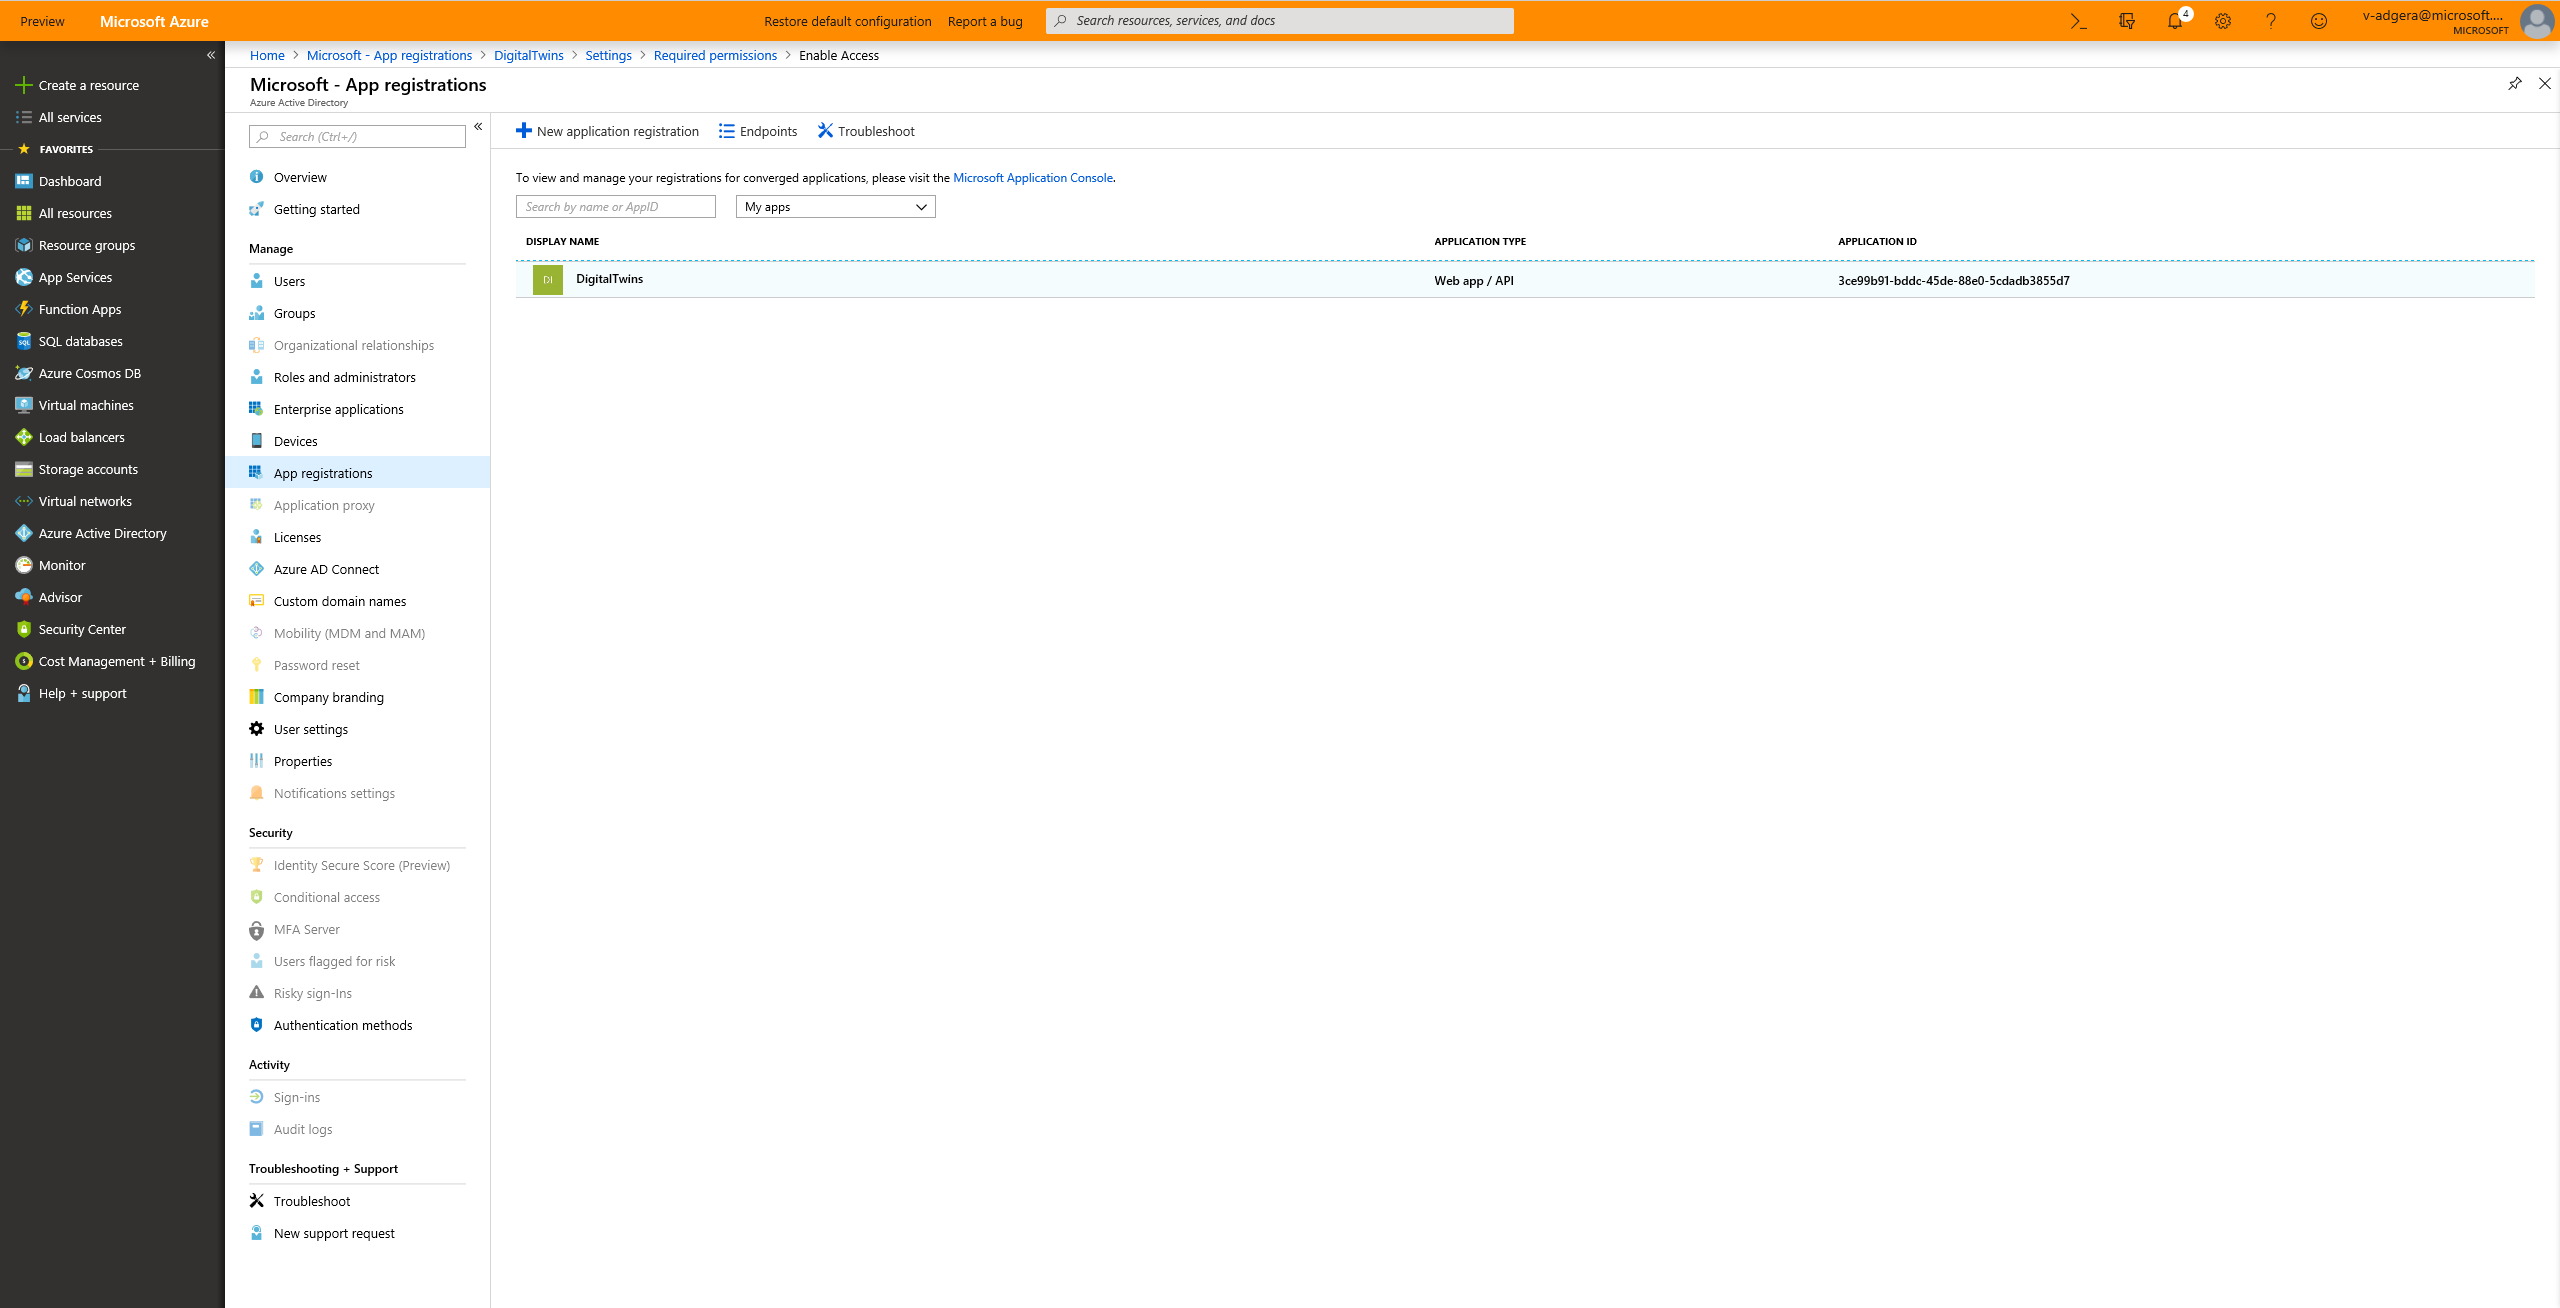 Preview
Microsoft Azure
Restore default configuration
Report a bug
Search resources, services, and docs
4
v-adgera@microsoft....
MICROSOFT
Create a resource
All services
FAVORITES
Dashboard
All resources
Resource groups
App Services
Function Apps
SQL databases
Azure Cosmos DB
Virtual machines
Load balancers
Storage accounts
Virtual networks
Azure Active Directory
Monitor
Advisor
Security Center
Cost Management + Billing
Help + support
Home > Microsoft - App registrations > DigitalTwins > Settings > Required permissions > Enable Access
Microsoft - App registrations
Azure Active Directory
Search (Ctrl+/)
Overview
Getting started
Manage
Users
Groups
Organizational relationships
Roles and administrators
Enterprise applications
Devices
App registrations
Application proxy
Licenses
Azure AD Connect
Custom domain names
Mobility (MDM and MAM)
Password reset
Company branding
User settings
Properties
Notifications settings
Security
Identity Secure Score (Preview)
Conditional access
MFA Server
Users flagged for risk
Risky sign-ins
Authentication methods
Activity
Sign-ins
Audit logs
Troubleshooting + Support
Troubleshoot
New support request
New application registration
Endpoints
Troubleshoot
To view and manage your registrations for converged applications, please visit the Microsoft Application Console.
Search by name or AppID
My apps
DISPLAY NAME APPLICATION TYPE APPLICATION ID
DI DigitalTwins Web app / API 3ce99b91-bddc-45de-88e0-5cdadb3855d7